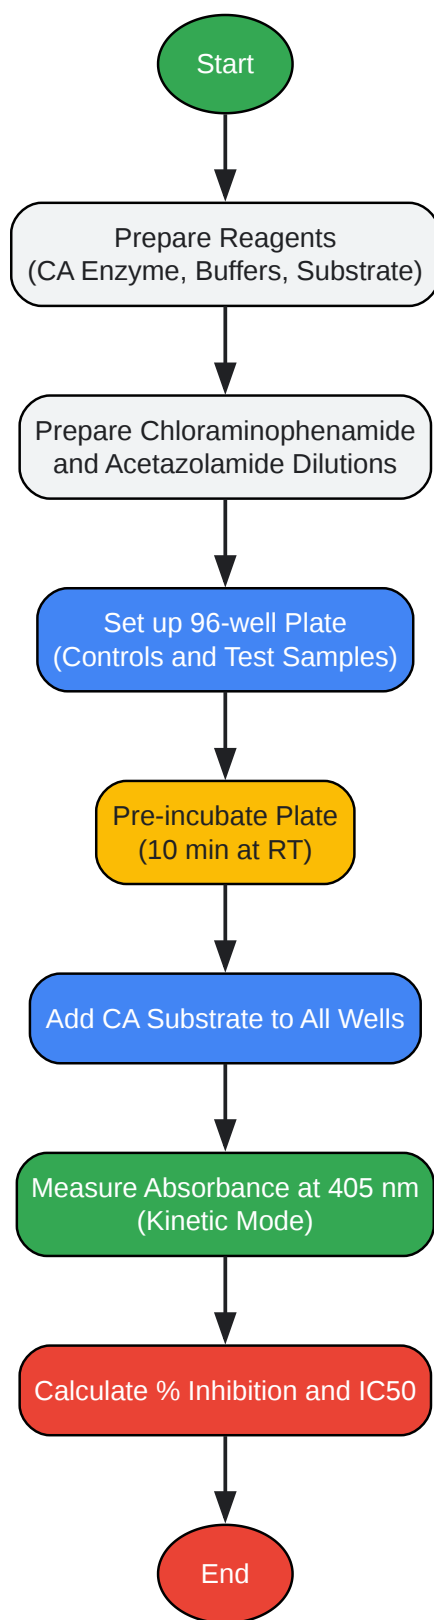 Start
Prepare Reagents
(CA Enzyme, Buffers, Substrate)
Prepare Chloraminophenamide
and Acetazolamide Dilutions
Set up 96-well Plate
(Controls and Test Samples)
Pre-incubate Plate
(10 min at RT)
Add CA Substrate to All Wells
Measure Absorbance at 405 nm
(Kinetic Mode)
Calculate % Inhibition and IC50
End